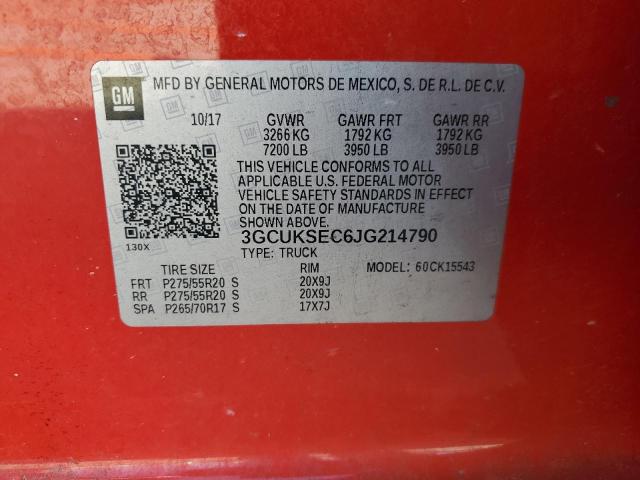 GM
MFD BY GENERAL MOTORS DE MEXICO, S. DE R.L. DE C.V.
10/17 GVWR GAWR FRT GAWR RR
3266 KG 1792 KG 1792 KG
7200 LB 3950 LB 3950 LB
THIS VEHICLE CONFORMS TO ALL
APPLICABLE U.S. FEDERAL MOTOR
VEHICLE SAFETY STANDARDS IN EFFECT
ON THE DATE OF MANUFACTURE
SHOWN ABOVE.
3GCUKSEC6JG214790
130X
TYPE: TRUCK
TIRE SIZE RIM MODEL: 60CK15543
FRT P275/55R20 S 20X9J
RR P275/55R20 S 20X9J
SPA P265/70R17 S 17X7J